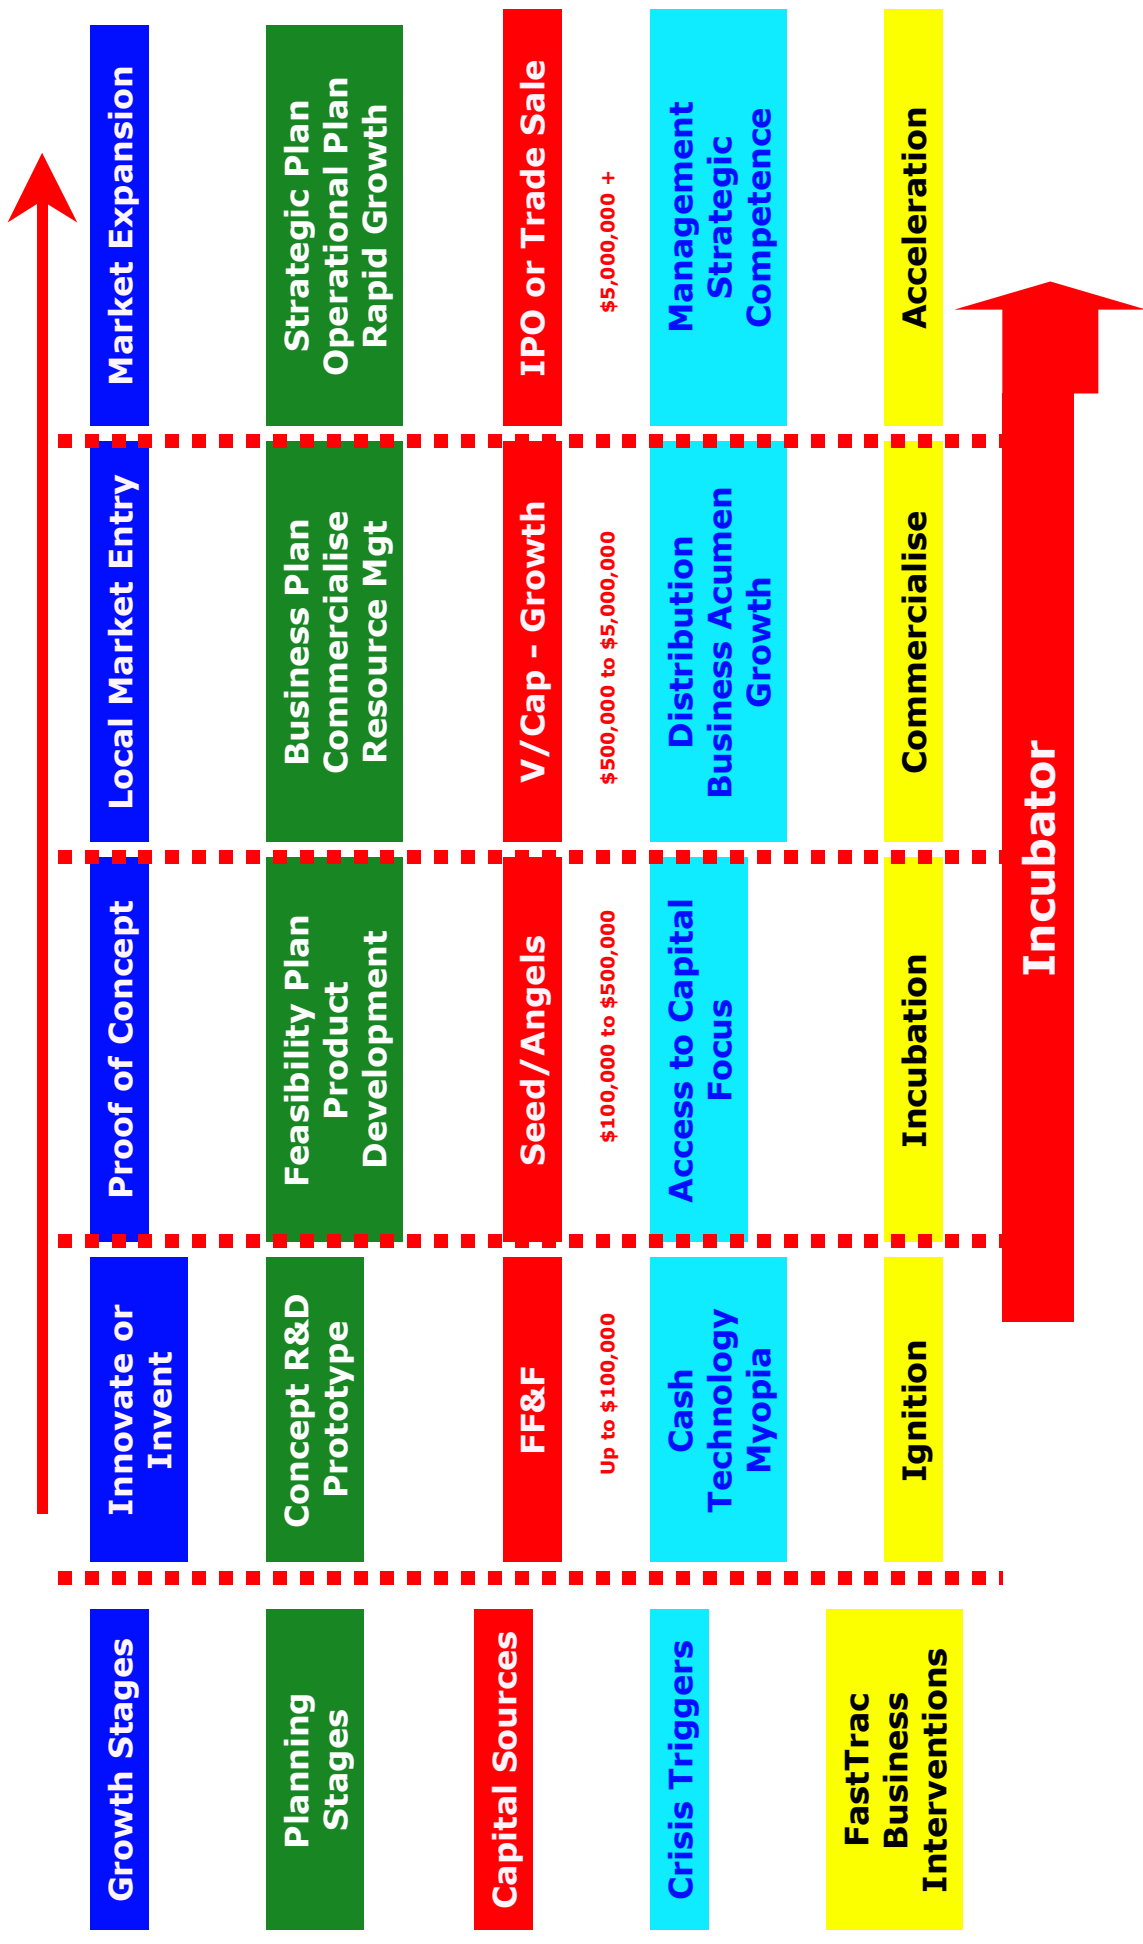 Growth Stages
Innovate or
Invent
Proof of Concept
Local Market Entry
Market Expansion
Planning
Stages
Concept R&D
Prototype
Feasibility Plan
Product
Development
Business Plan
Commercialise
Resource Mgt
Strategic Plan
Operational Plan
Rapid Growth
Capital Sources
FF&F
Seed/Angels
V/Cap – Growth
IPO or Trade Sale
Up to $100,000
$100,000 to $500,000
$500,000 to $5,000,000
$5,000,000 +
Crisis Triggers
Cash
Technology
Myopia
Access to Capital
Focus
Distribution
Business Acumen
Growth
Management
Strategic
Competence
FastTrac
Business
Interventions
Ignition
Incubation
Commercialise
Acceleration
Incubator